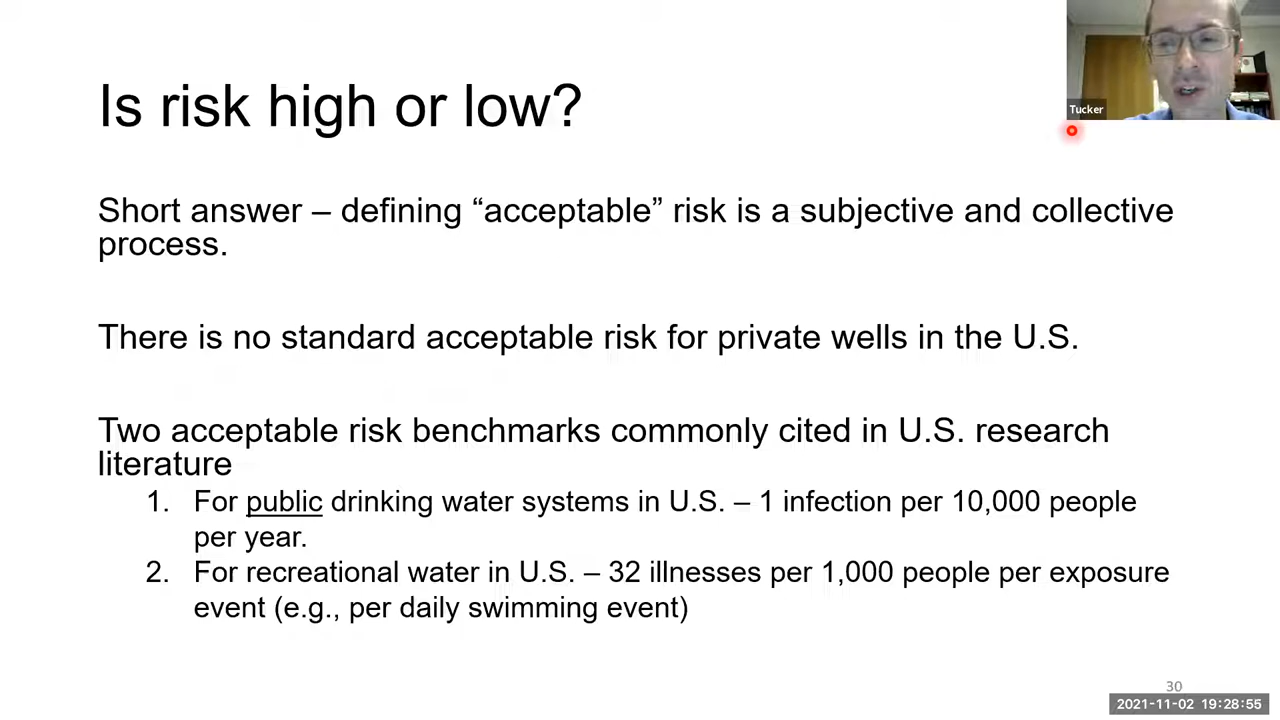 Is risk high or low?
Tucker
Short answer – defining “acceptable” risk is a subjective and collective
process.
There is no standard acceptable risk for private wells in the U.S.
Two acceptable risk benchmarks commonly cited in U.S. research
literature
1. For public drinking water systems in U.S. – 1 infection per 10,000 people
per year.
2. For recreational water in U.S. – 32 illnesses per 1,000 people per exposure
event (e.g., per daily swimming event)
30
2021-11-02 19:28:55